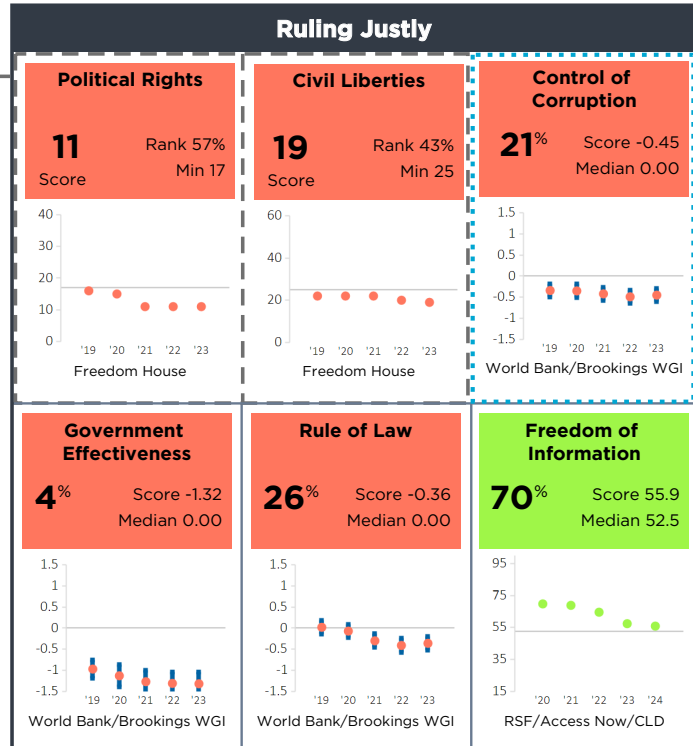 Ruling Justly
Political Rights
11
Score
Rank 57%
Min 17
40
30
20
10
0
'19 '20 '21 '22 '23
Freedom House
Civil Liberties
19
Score
Rank 43%
Min 25
60
40
20
0
'19 '20 '21 '22 '23
Freedom House
Control of
Corruption
21%
Score -0.45
Median 0.00
1.5
1
0.5
0
-0.5
-1
-1.5
'19 '20 '21 '22 '23
World Bank/Brookings WGI
Government
Effectiveness
4%
Score -1.32
Median 0.00
1.5
1
0.5
0
-0.5
-1
-1.5
'19 '20 '21 '22 '23
World Bank/Brookings WGI
Rule of Law
26%
Score -0.36
Median 0.00
1.5
1
0.5
0
-0.5
-1
-1.5
'19 '20 '21 '22 '23
World Bank/Brookings WGI
Freedom of
Information
70%
Score 55.9
Median 52.5
95
75
55
35
15
'20 '21 '22 '23 '24
RSF/Access Now/CLD